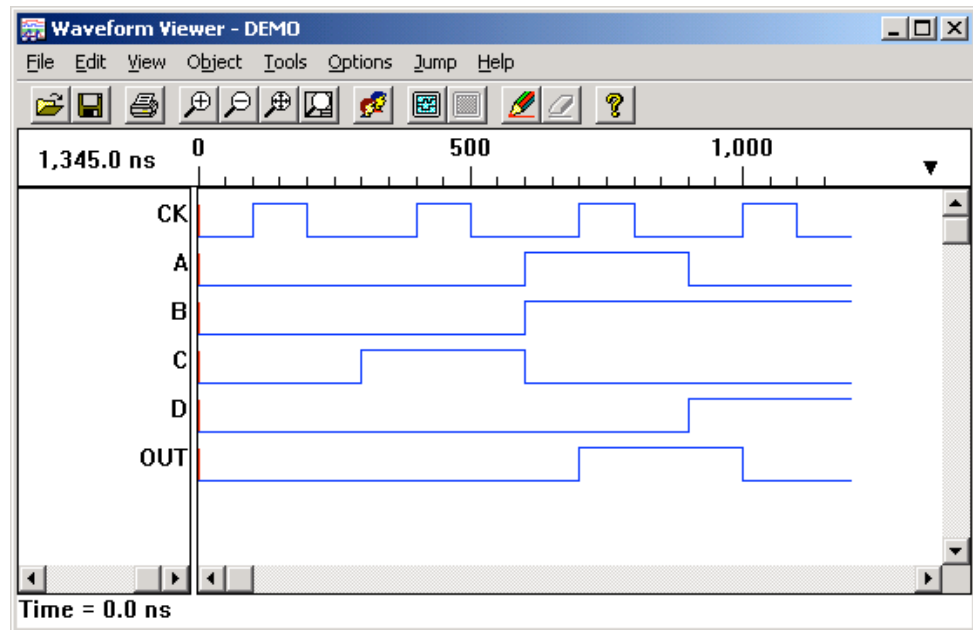 Waveform Viewer - DEMO
File Edit View Object Tools Options Jump Help
1,345.0 ns
0 500 1,000
CK
A
B
C
D
OUT
Time = 0.0 ns